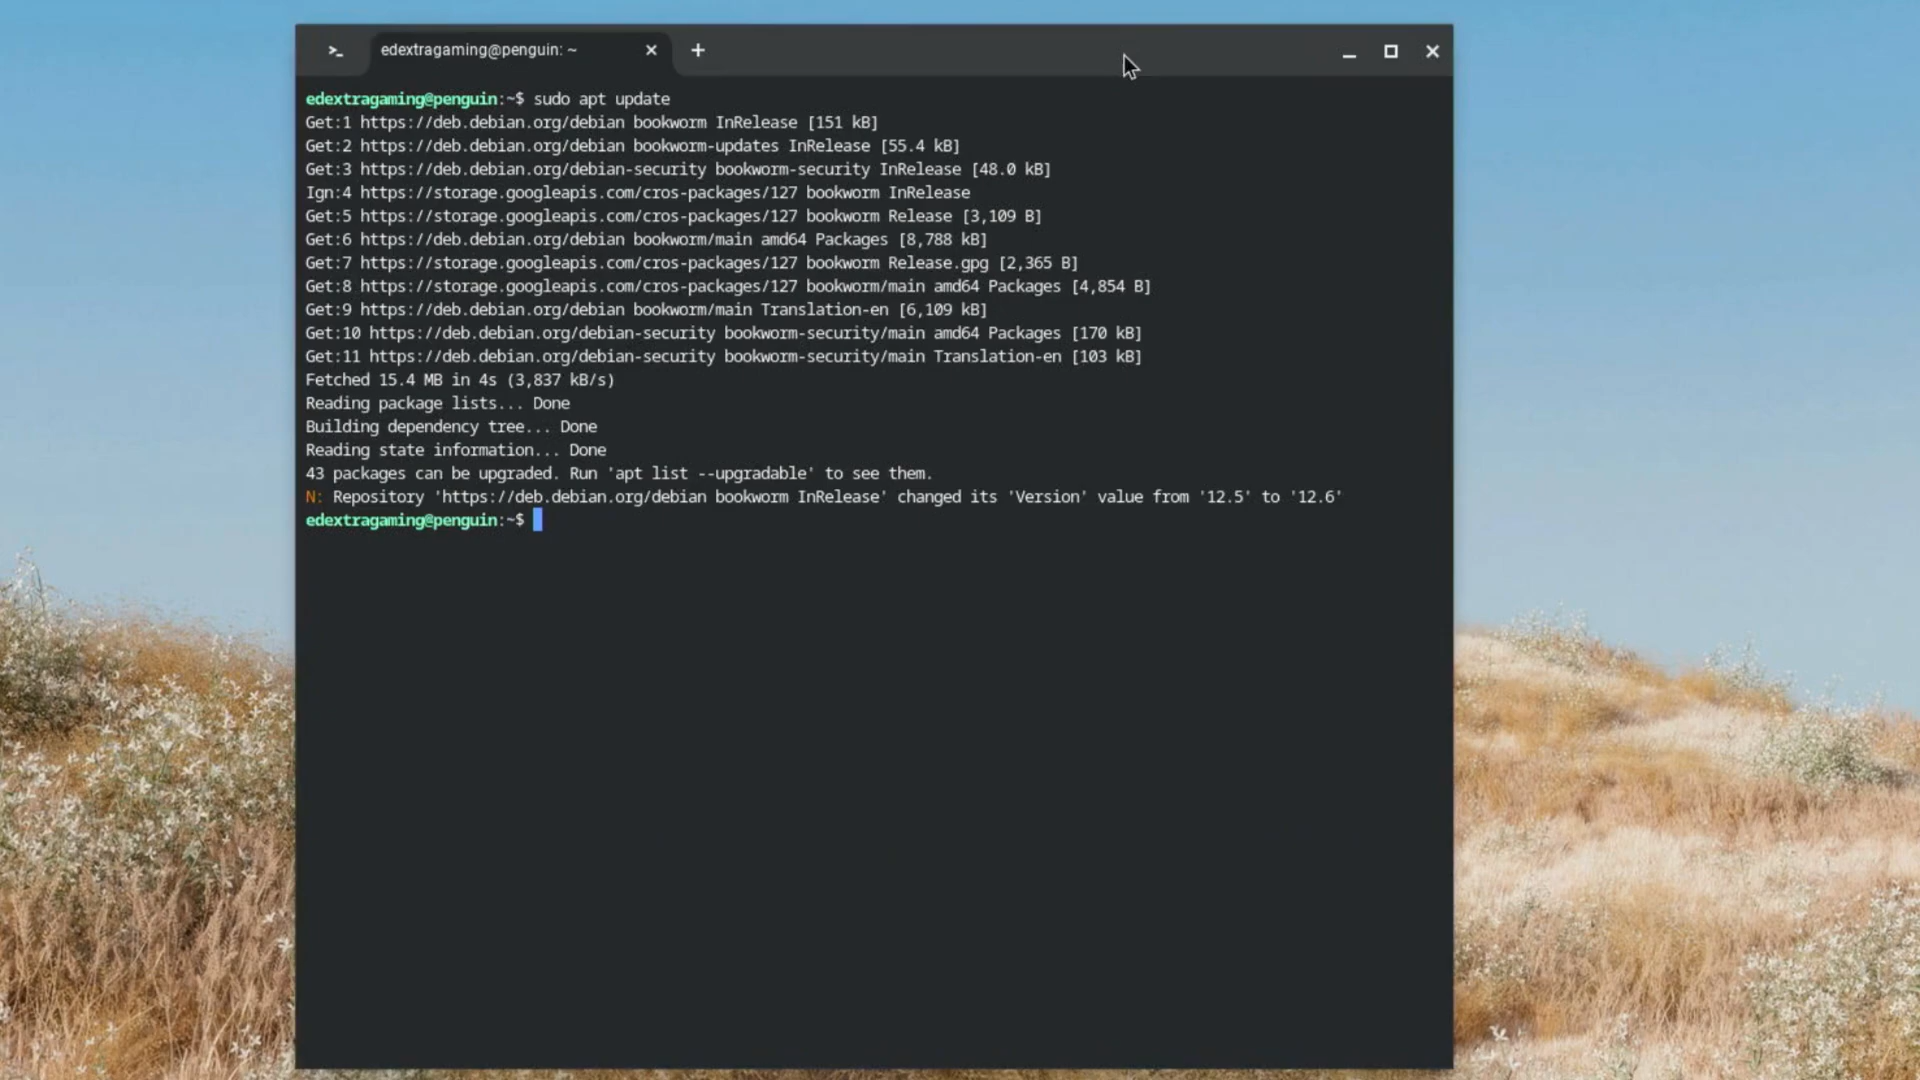 >_ edextragaming@penguin: ~
edextragaming@penguin:~$ sudo apt update
Get:1 https://deb.debian.org/debian bookworm InRelease [151 kB]
Get:2 https://deb.debian.org/debian bookworm-updates InRelease [55.4 kB]
Get:3 https://deb.debian.org/debian-security bookworm-security InRelease [48.0 kB]
Ign:4 https://storage.googleapis.com/cros-packages/127 bookworm InRelease
Get:5 https://storage.googleapis.com/cros-packages/127 bookworm Release [3,109 B]
Get:6 https://deb.debian.org/debian bookworm/main amd64 Packages [8,788 kB]
Get:7 https://storage.googleapis.com/cros-packages/127 bookworm Release.gpg [2,365 B]
Get:8 https://storage.googleapis.com/cros-packages/127 bookworm/main amd64 Packages [4,854 B]
Get:9 https://deb.debian.org/debian bookworm/main Translation-en [6,109 kB]
Get:10 https://deb.debian.org/debian-security bookworm-security/main amd64 Packages [170 kB]
Get:11 https://deb.debian.org/debian-security bookworm-security/main Translation-en [103 kB]
Fetched 15.4 MB in 4s (3,837 kB/s)
Reading package lists... Done
Building dependency tree... Done
Reading state information... Done
43 packages can be upgraded. Run 'apt list --upgradable' to see them.
N: Repository 'https://deb.debian.org/debian bookworm InRelease' changed its 'Version' value from '12.5' to '12.6'
edextragaming@penguin:~$